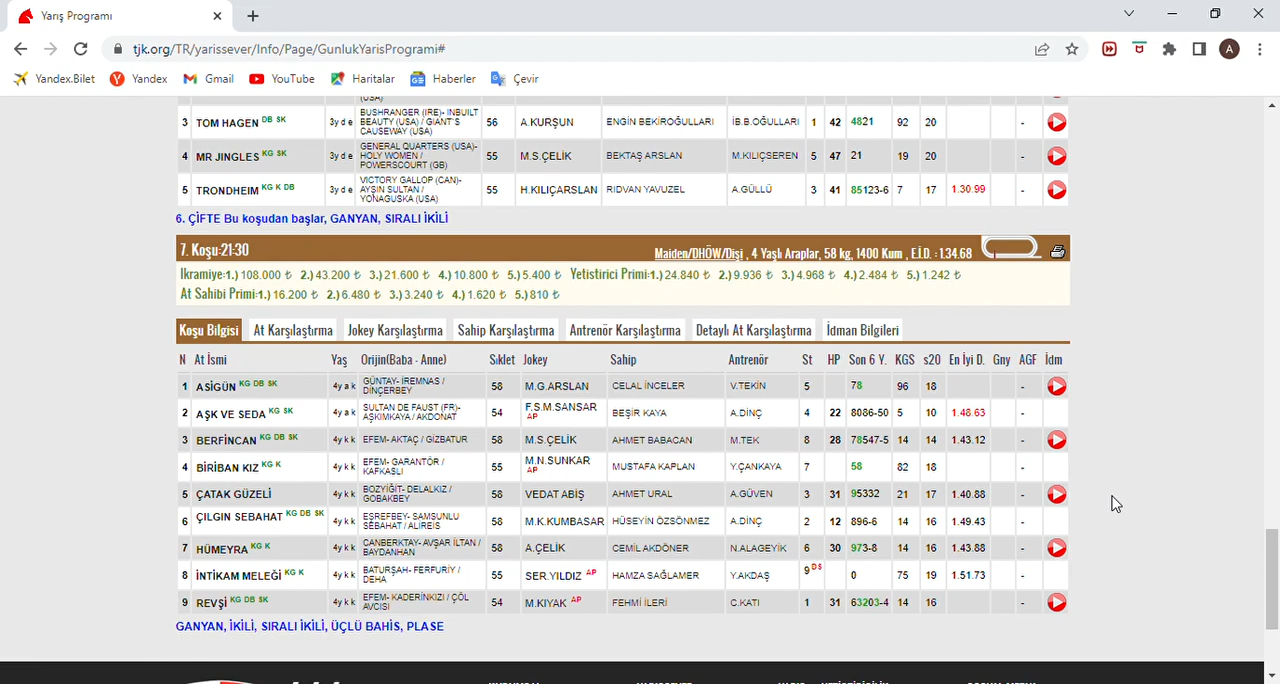 Yarış Programı
tjk.org/TR/yarissever/Info/Page/GunlukYarisProgrami#
A
Yandex.Bilet Yandex Gmail YouTube Haritalar Haberler Çevir
(USA)
3 TOM HAGEN DB SK 3y d e BUSHRANGER (IRE)- INBUILT BEAUTY (USA) / GIANT'S CAUSEWAY (USA) 56 A.KURŞUN ENGİN BEKİROĞULLARI İB.B.OĞULLARI 1 42 4821 92 20 -
4 MR JINGLES KG SK 3y d e GENERAL QUARTERS (USA)- HOLY WOMEN / POWERSCOURT (GB) 55 M.S.ÇELİK BEKTAŞ ARSLAN M.KILIÇSEREN 5 47 21 19 20 -
5 TRONDHEIM KG K DB 3y d e VICTORY GALLOP (CAN)- AYŞIN SULTAN / YONAGUSKA (USA) 55 H.KILIÇARSLAN RIDVAN YAVUZEL A.GÜLLÜ 3 41 85123-6 7 17 1.30.99 -
6. ÇİFTE Bu koşudan başlar, GANYAN, SIRALI İKİLİ
7. Koşu:21:30 Maiden/DHÖW/Dişi , 4 Yaşlı Araplar, 58 kg, 1400 Kum , E.İ.D. : 1.34.68
İkramiye:1.) 108.000 ₺ 2.) 43.200 ₺ 3.) 21.600 ₺ 4.) 10.800 ₺ 5.) 5.400 ₺ Yetistirici Primi:1.) 24.840 ₺ 2.) 9.936 ₺ 3.) 4.968 ₺ 4.) 2.484 ₺ 5.) 1.242 ₺
At Sahibi Primi:1.) 16.200 ₺ 2.) 6.480 ₺ 3.) 3.240 ₺ 4.) 1.620 ₺ 5.) 810 ₺
Koşu Bilgisi At Karşılaştırma Jokey Karşılaştırma Sahip Karşılaştırma Antrenör Karşılaştırma Detaylı At Karşılaştırma İdman Bilgileri
N At İsmi Yaş Orijin(Baba - Anne) Sıklet Jokey Sahip Antrenör St HP Son 6 Y. KGS s20 En İyi D. Gny AGF İdm
1 ASİGÜN KG DB SK 4y a k GÜNTAY- İREMNAS / DİNÇERBEY 58 M.G.ARSLAN CELAL İNCELER V.TEKİN 5 78 96 18 -
2 AŞK VE SEDA KG SK 4y a k SULTAN DE FAUST (FR)- AŞKIMKAYA / AKDONAT 54 F.S.M.SANSAR AP BEŞİR KAYA A.DİNÇ 4 22 8086-50 5 10 1.48.63 -
3 BERFİNCAN KG DB SK 4y k k EFEM- AKTAÇ / GİZBATUR 58 M.S.ÇELİK AHMET BABACAN M.TEK 8 28 78547-5 14 14 1.43.12 -
4 BİRİBAN KIZ KG K 4y k k EFEM- GARANTÖR / KAFKASLI 55 M.N.SUNKAR AP MUSTAFA KAPLAN Y.ÇANKAYA 7 58 82 18 -
5 ÇATAK GÜZELİ 4y k k BOZYİĞİT- DELALKIZ / GOBAKBEY 58 VEDAT ABİŞ AHMET URAL A.GÜVEN 3 31 95332 21 17 1.40.88 -
6 ÇILGIN SEBAHAT KG DB SK 4y k k EŞREFBEY- SAMSUNLU SEBAHAT / ALİREİS 58 M.K.KUMBASAR HÜSEYİN ÖZSÖNMEZ A.DİNÇ 2 12 896-6 14 16 1.49.43 -
7 HÜMEYRA KG K 4y k k CANBERKTAY- AVŞAR İLTAN / BAYDANHAN 58 A.ÇELİK CEMİL AKDÖNER N.ALAGEYİK 6 30 973-8 14 16 1.43.88 -
8 İNTİKAM MELEĞİ KG K 4y k k BATURŞAH- FERFURİY / DEHA 55 SER.YILDIZ AP HAMZA SAĞLAMER Y.AKDAŞ 9 DS 0 75 19 1.51.73 -
9 REVŞİ KG DB SK 4y k k EFEM- KADERİNKIZI / ÇÖL AVCISI 54 M.KIYAK AP FEHMİ İLERİ C.KATI 1 31 63203-4 14 16 -
GANYAN, İKİLİ, SIRALI İKİLİ, ÜÇLÜ BAHİS, PLASE